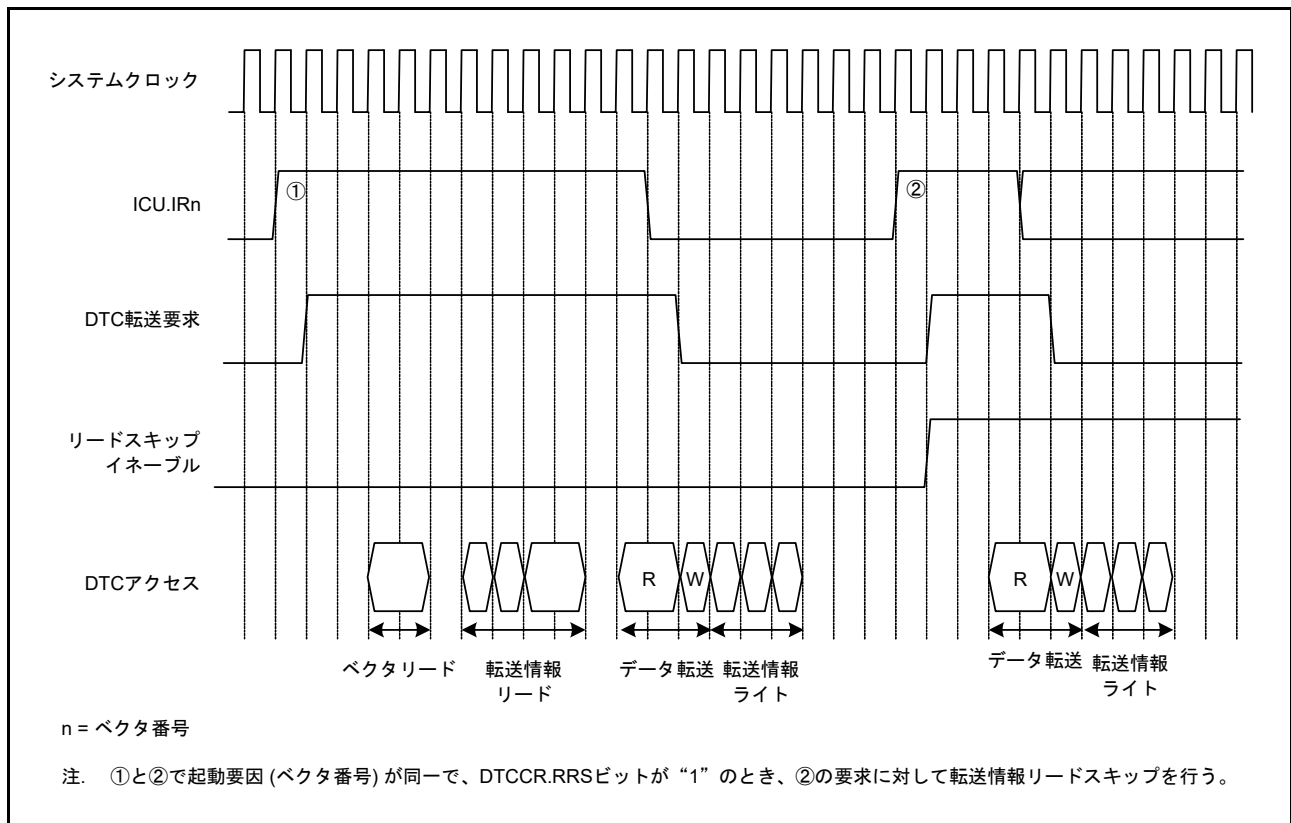 システムクロック
ICU.IRn
①
②
DTC転送要求
リードスキップ
イネーブル
DTCアクセス
R
W
R
W
ベクタリード
転送情報
リード
データ転送
転送情報
ライト
データ転送
転送情報
ライト
n = ベクタ番号
注. ①と②で起動要因 (ベクタ番号) が同一で、DTCCR.RRSビットが“1”のとき、②の要求に対して転送情報リードスキップを行う。